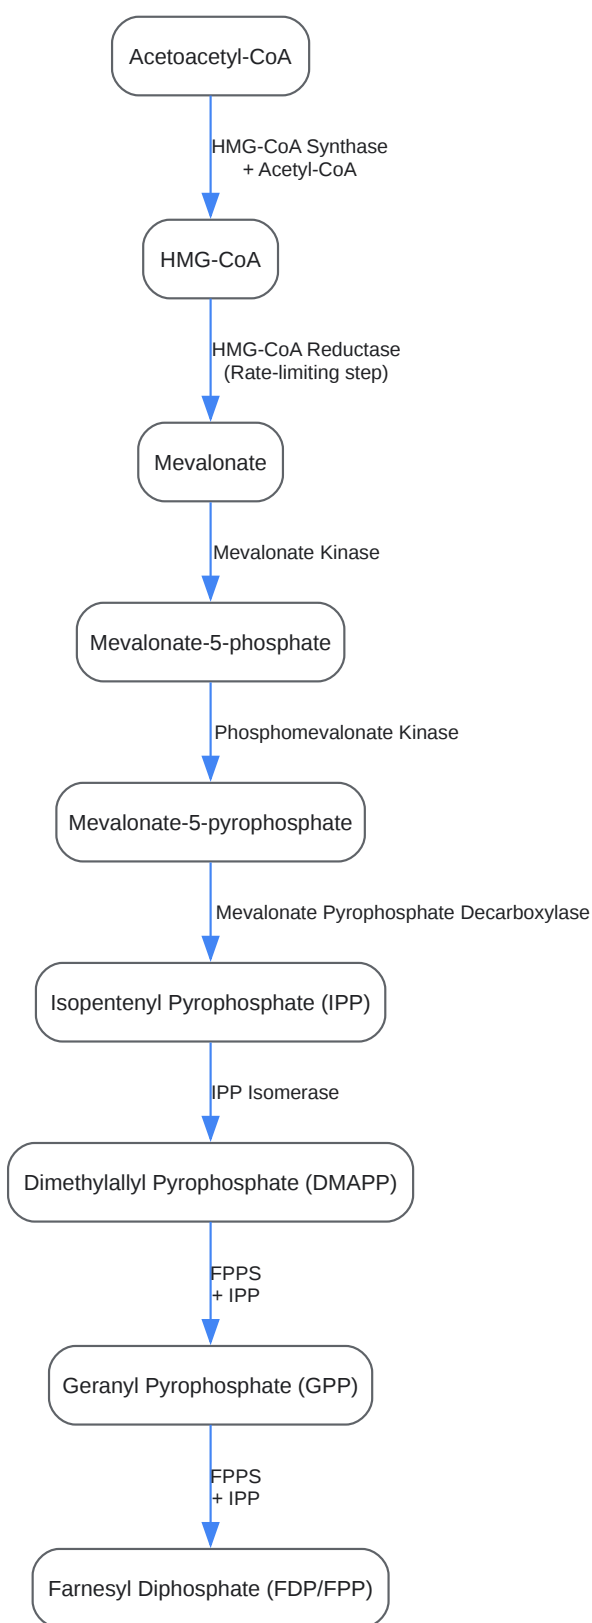 Acetoacetyl-CoA
HMG-CoA Synthase
+ Acetyl-CoA
HMG-CoA
HMG-CoA Reductase
(Rate-limiting step)
Mevalonate
Mevalonate Kinase
Mevalonate-5-phosphate
Phosphomevalonate Kinase
Mevalonate-5-pyrophosphate
Mevalonate Pyrophosphate Decarboxylase
Isopentenyl Pyrophosphate (IPP)
IPP Isomerase
Dimethylallyl Pyrophosphate (DMAPP)
FPPS
+ IPP
Geranyl Pyrophosphate (GPP)
FPPS
+ IPP
Farnesyl Diphosphate (FDP/FPP)